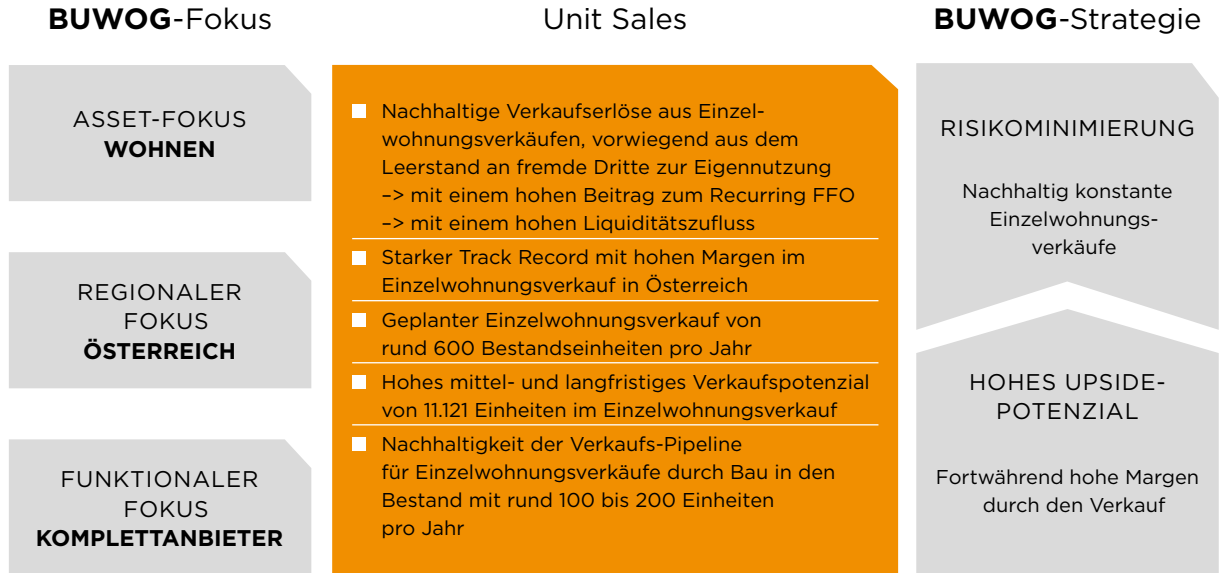 BUWOG-Fokus
ASSET-FOKUS
WOHNEN
REGIONALER
FOKUS
ÖSTERREICH
FUNKTIONALER
FOKUS
KOMPLETTANBIETER
Unit Sales
Nachhaltige Verkaufserlöse aus Einzel-
wohnungsverkäufen, vorwiegend aus dem
Leerstand an fremde Dritte zur Eigennutzung
–> mit einem hohen Beitrag zum Recurring FFO
–> mit einem hohen Liquiditätszufluss
Starker Track Record mit hohen Margen im
Einzelwohnungsverkauf in Österreich
Geplanter Einzelwohnungsverkauf von
rund 600 Bestandseinheiten pro Jahr
Hohes mittel- und langfristiges Verkaufspotenzial
von 11.121 Einheiten im Einzelwohnungsverkauf
Nachhaltigkeit der Verkaufs-Pipeline
für Einzelwohnungsverkäufe durch Bau in den
Bestand mit rund 100 bis 200 Einheiten
pro Jahr
BUWOG-Strategie
RISIKOMINIMIERUNG
Nachhaltig konstante
Einzelwohnungs-
verkäufe
HOHES UPSIDE-
POTENZIAL
Fortwährend hohe Margen
durch den Verkauf